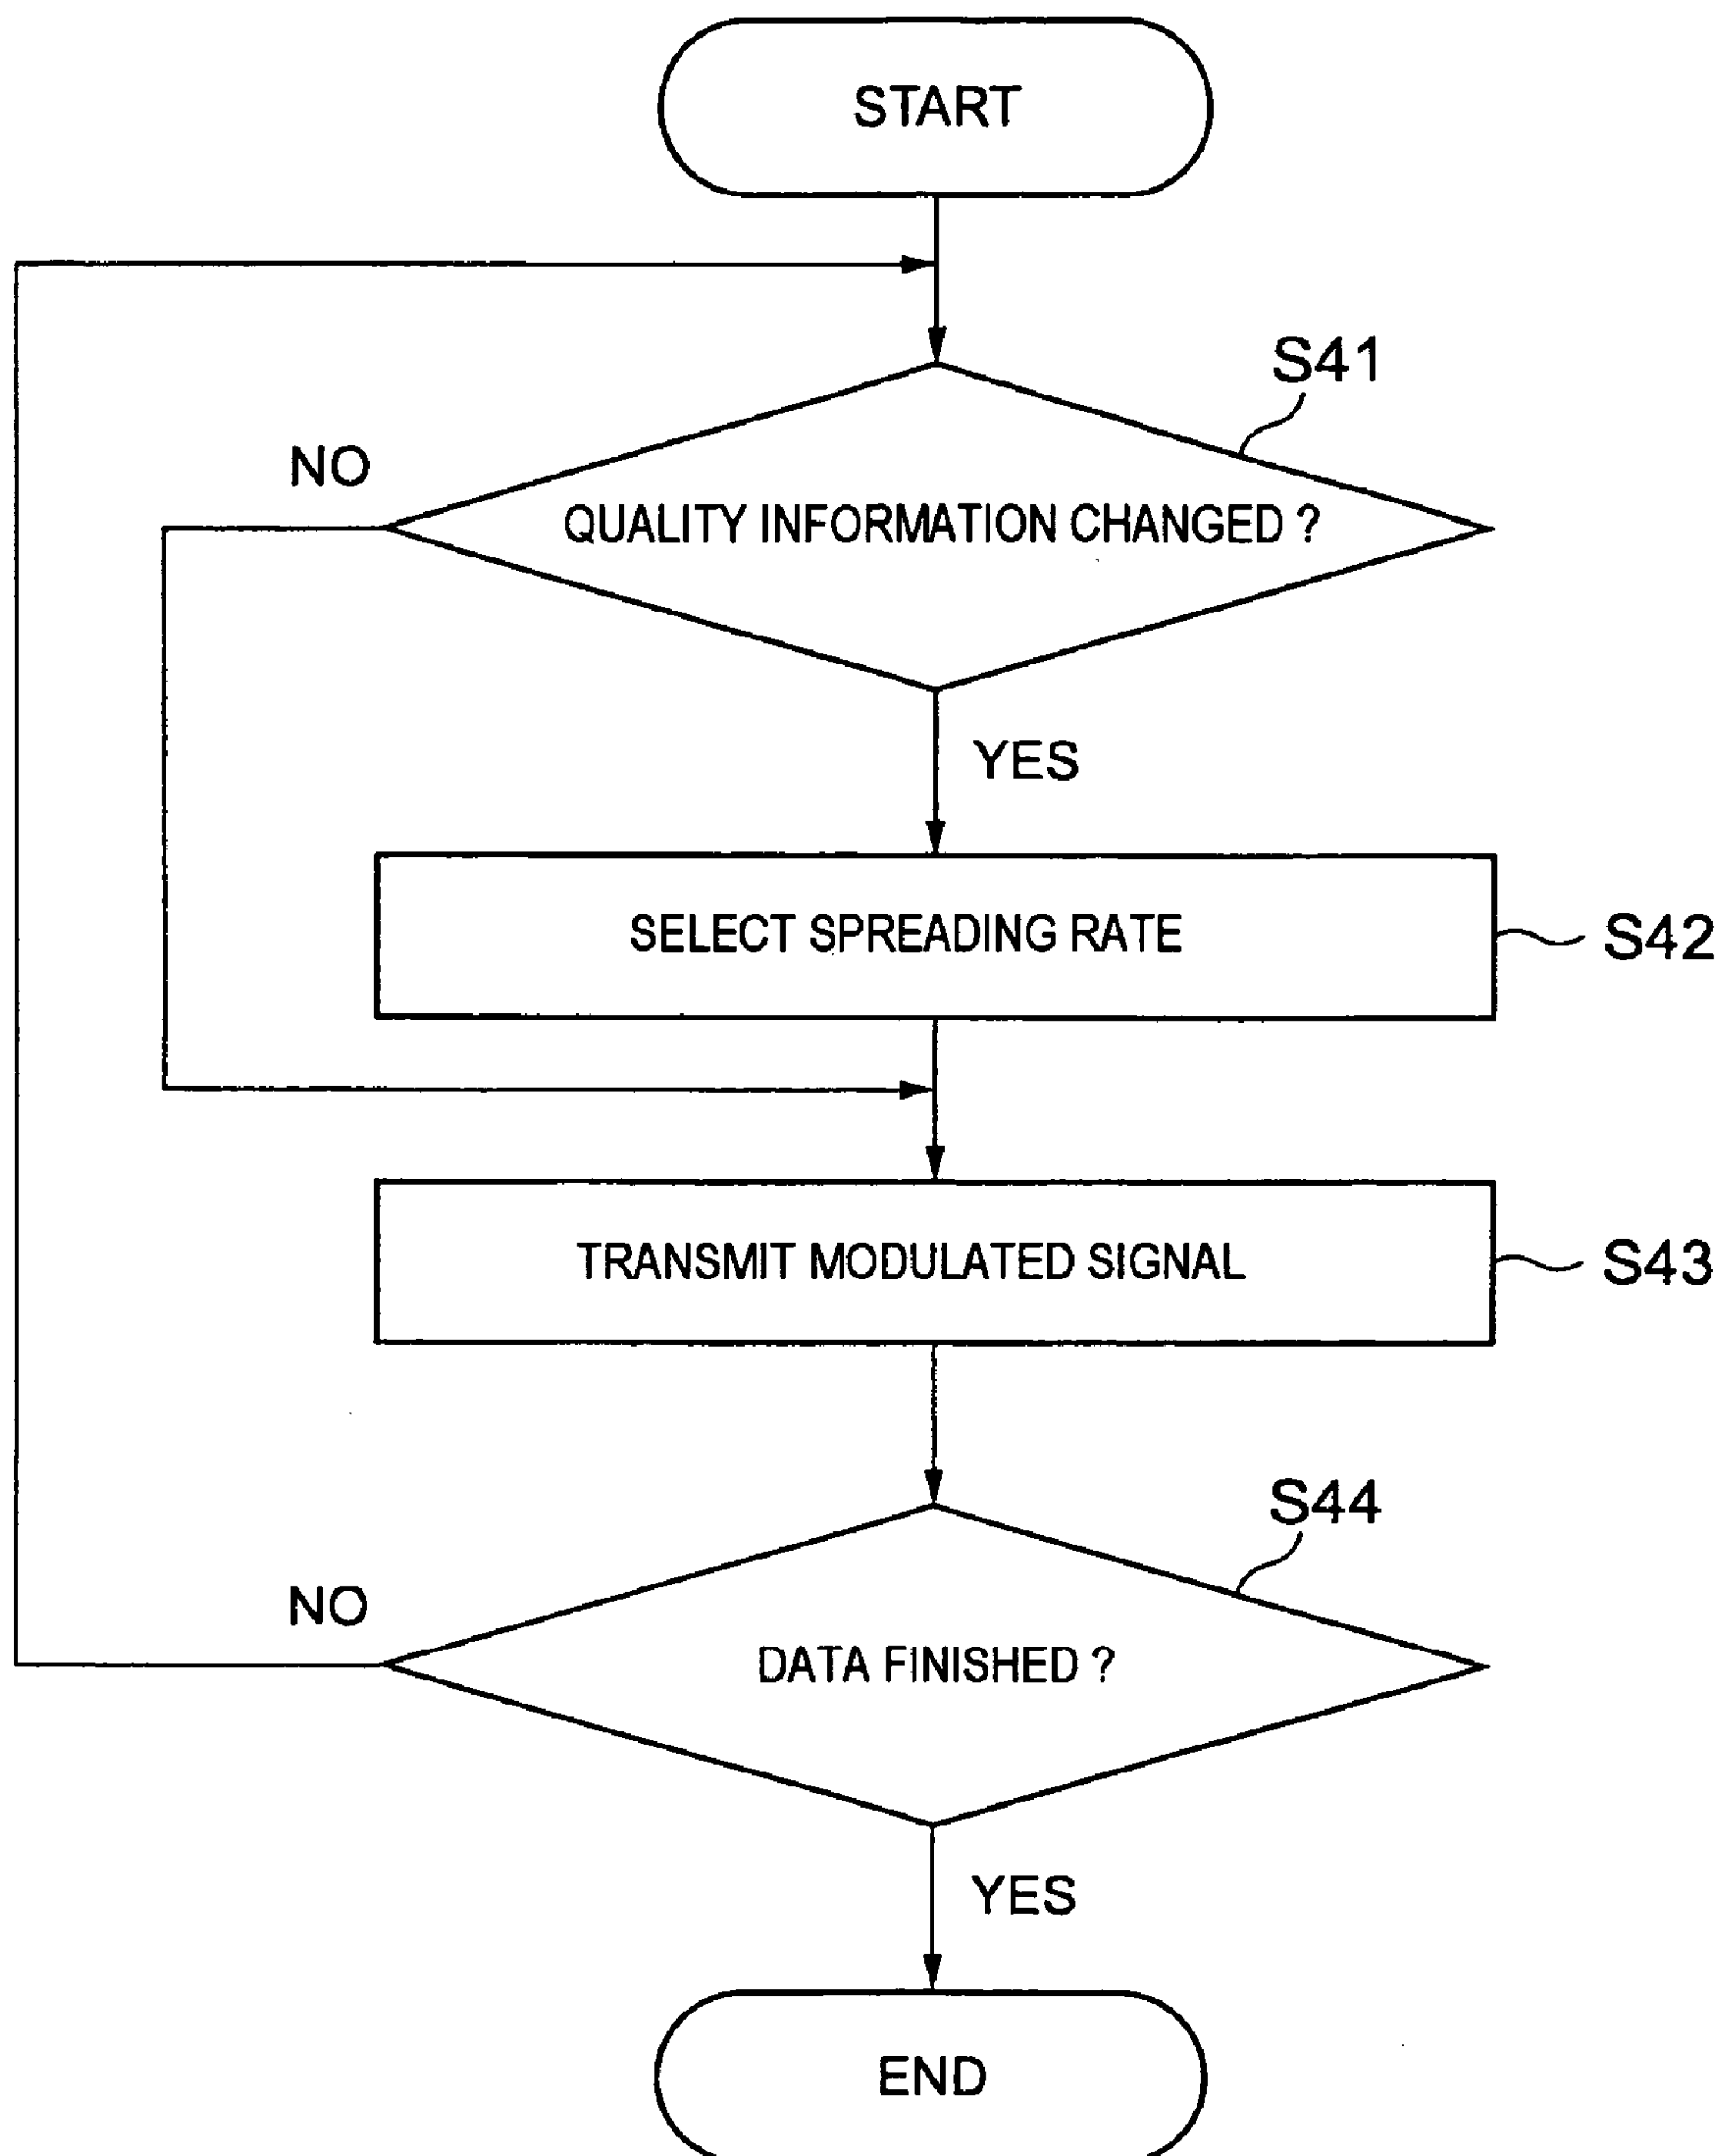 START
S41
NO
QUALITY INFORMATION CHANGED ?
YES
SELECT SPREADING RATE
S42
TRANSMIT MODULATED SIGNAL
S43
S44
NO
DATA FINISHED ?
YES
END